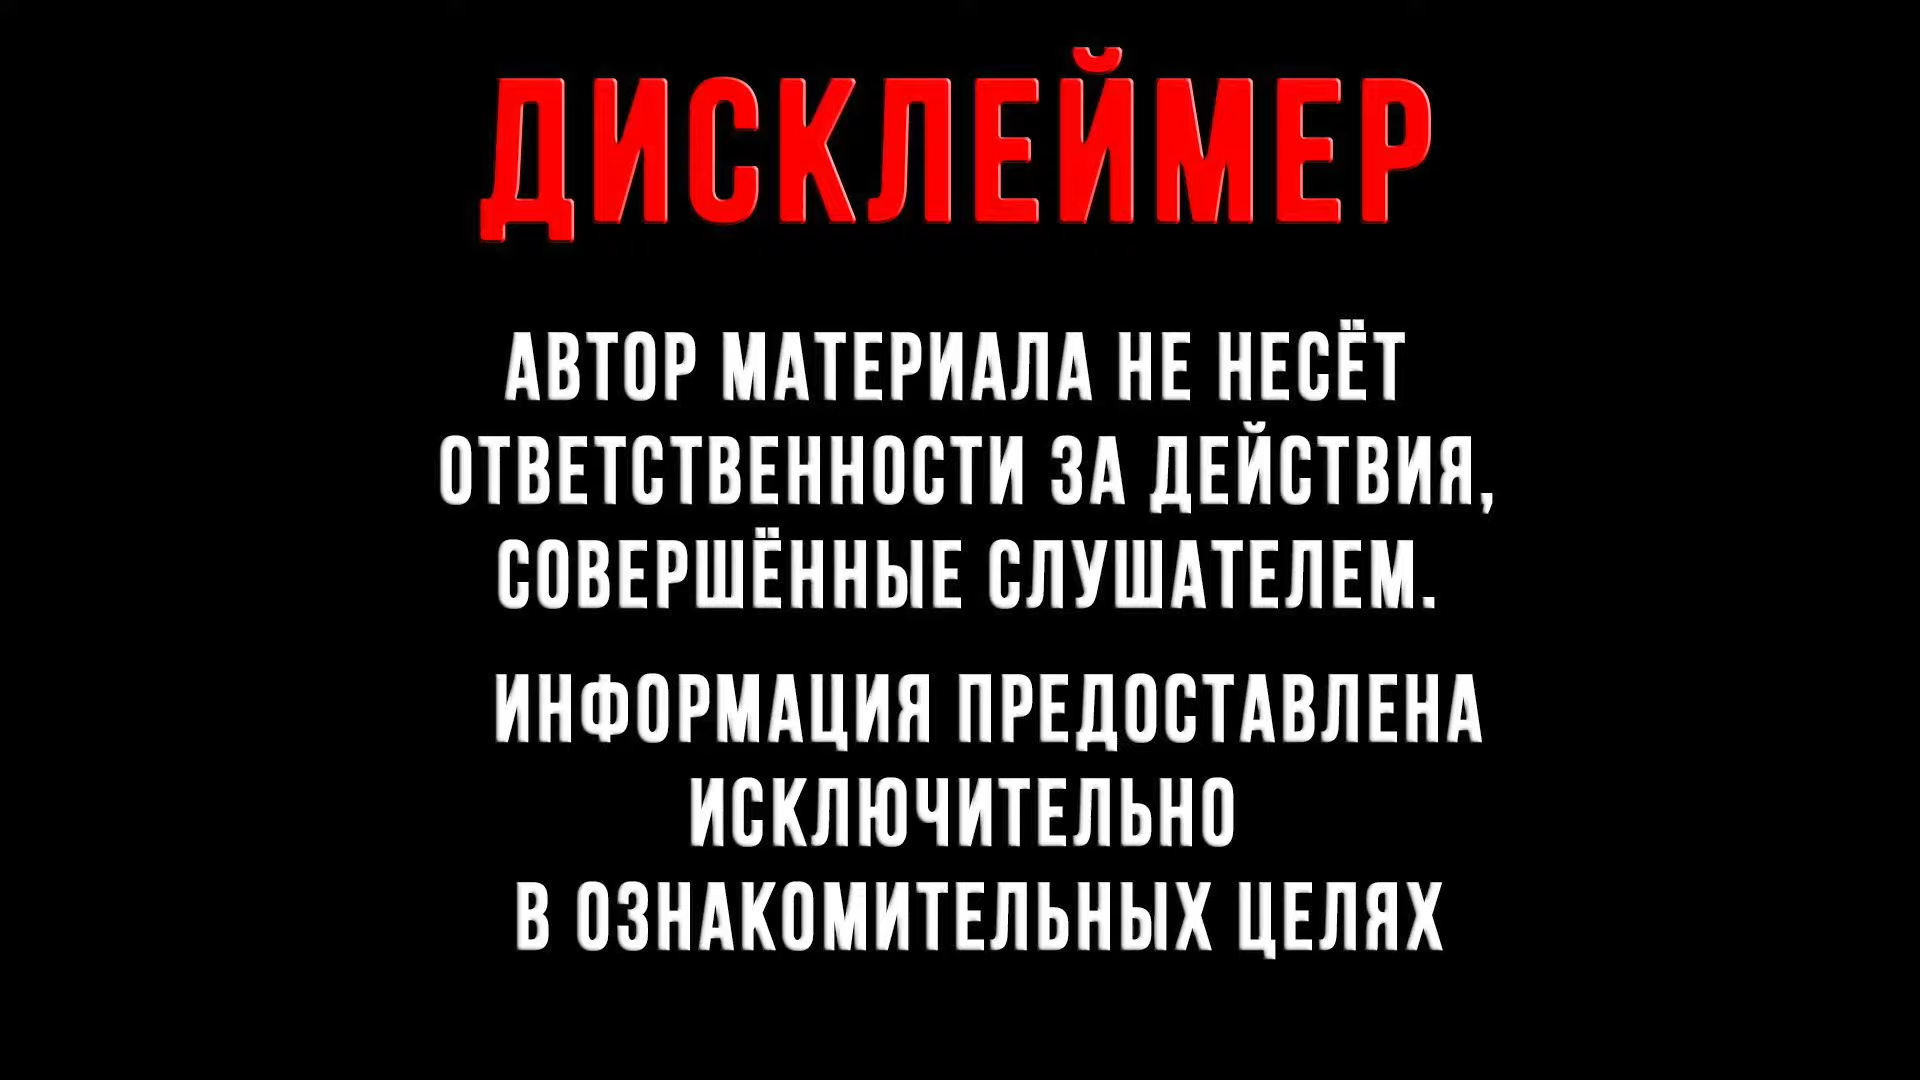 ДИСКЛЕЙМЕР
АВТОР МАТЕРИАЛА НЕ НЕСЁТ
ОТВЕТСТВЕННОСТИ ЗА ДЕЙСТВИЯ,
СОВЕРШЁННЫЕ СЛУШАТЕЛЕМ.
ИНФОРМАЦИЯ ПРЕДОСТАВЛЕНА
ИСКЛЮЧИТЕЛЬНО
В ОЗНАКОМИТЕЛЬНЫХ ЦЕЛЯХ